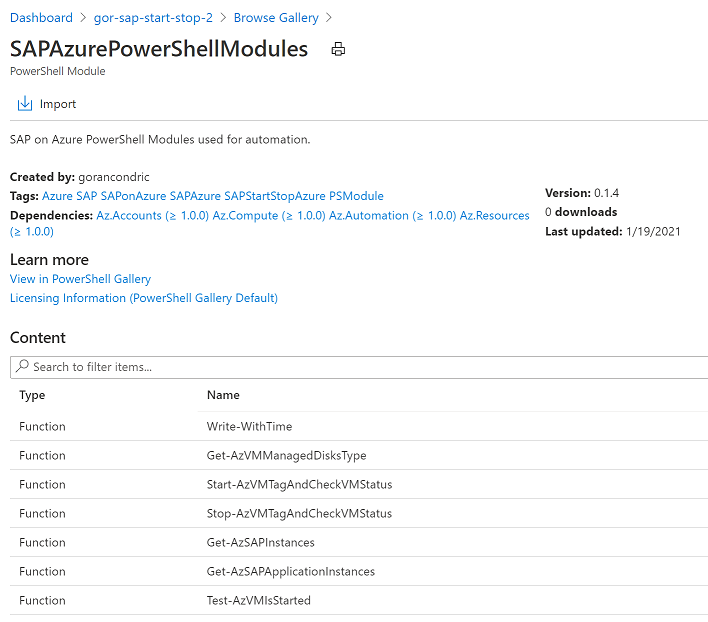 Dashboard > gor-sap-start-stop-2 > Browse Gallery >
SAPAzurePowerShellModules
PowerShell Module
Import
SAP on Azure PowerShell Modules used for automation.
Created by: gorancondric
Tags: Azure SAP SAPonAzure SAPAzure SAPStartStopAzure PSModule
Dependencies: Az.Accounts (≥ 1.0.0) Az.Compute (≥ 1.0.0) Az.Automation (≥ 1.0.0) Az.Resources
(≥ 1.0.0)
Version: 0.1.4
0 downloads
Last updated: 1/19/2021
Learn more
View in PowerShell Gallery
Licensing Information (PowerShell Gallery Default)
Content
Search to filter items...
Type Name
Function Write-WithTime
Function Get-AzVMManagedDisksType
Function Start-AzVMTagAndCheckVMStatus
Function Stop-AzVMTagAndCheckVMStatus
Function Get-AzSAPInstances
Function Get-AzSAPApplicationInstances
Function Test-AzVMIsStarted